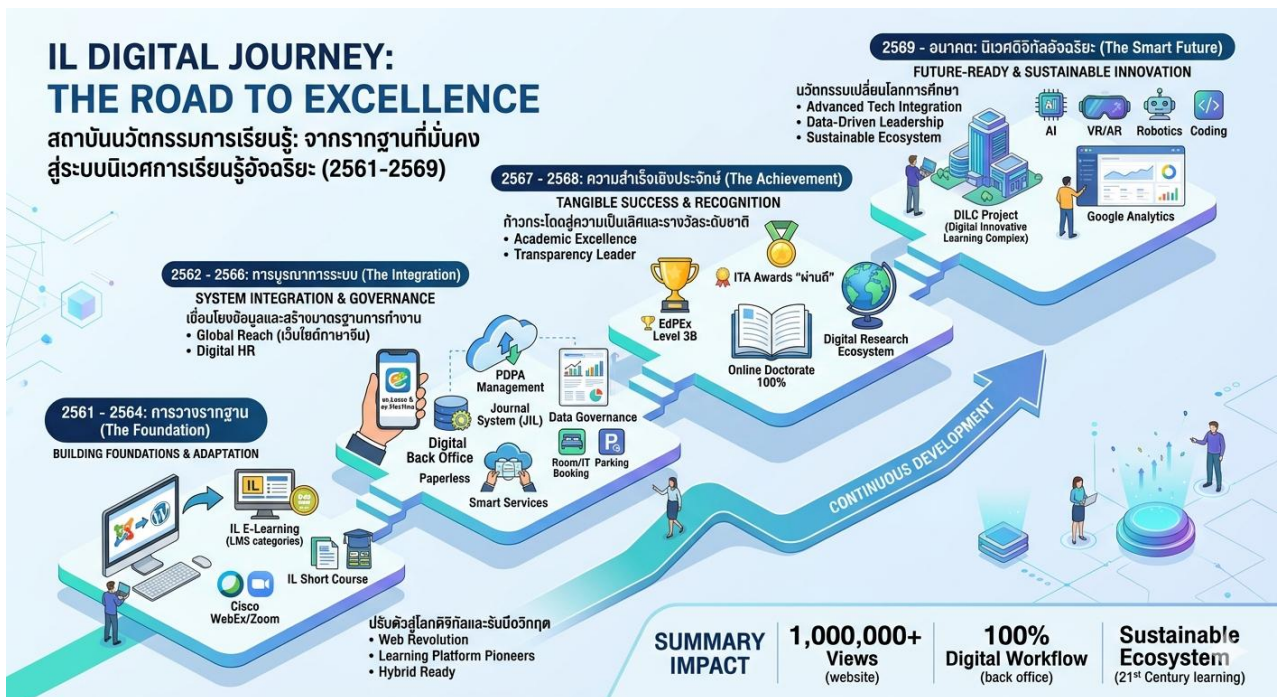 IL DIGITAL JOURNEY:
THE ROAD TO EXCELLENCE
สถาบันนวัตกรรมการเรียนรู้: จากรากฐานที่มั่นคง
สู่ระบบนิเวศการเรียนรู้อัจฉริยะ (2561-2569)
2561 - 2564: การวางรากฐาน
(The Foundation)
BUILDING FOUNDATIONS & ADAPTATION
IL
IL E-Learning
(LMS categories)
IL Short Course
Cisco
WebEx/Zoom
ปรับตัวสู่โลกดิจิทัลและรับมือวิกฤต
• Web Revolution
• Learning Platform Pioneers
• Hybrid Ready
2562 - 2566: การบูรณาการระบบ (The Integration)
SYSTEM INTEGRATION & GOVERNANCE
เชื่อมโยงข้อมูลและสร้างมาตรฐานการทำงาน
• Global Reach (เว็บไซต์ภาษาจีน)
• Digital HR
PDPA
Management
Journal
System (JIL)
Data Governance
Digital
Back Office
Paperless
Smart Services
Room/IT
Booking
P
Parking
2567 - 2568: ความสำเร็จเชิงประจักษ์ (The Achievement)
TANGIBLE SUCCESS & RECOGNITION
ก้าวกระโดดสู่ความเป็นเลิศและรางวัลระดับชาติ
• Academic Excellence
• Transparency Leader
EdPEx
Level 3B
ITA Awards "ผ่านดี"
Online Doctorate
100%
Digital Research
Ecosystem
2569 - อนาคต: นิเวศดิจิทัลอัจฉริยะ (The Smart Future)
FUTURE-READY & SUSTAINABLE INNOVATION
นวัตกรรมเปลี่ยนโลกการศึกษา
• Advanced Tech Integration
• Data-Driven Leadership
• Sustainable Ecosystem
AI
AI
VR/AR
Robotics
</>
Coding
DILC Project
(Digital Innovative
Learning Complex)
Google Analytics
CONTINUOUS DEVELOPMENT
SUMMARY
IMPACT
1,000,000+
Views
(website)
100%
Digital Workflow
(back office)
Sustainable
Ecosystem
(21st Century learning)